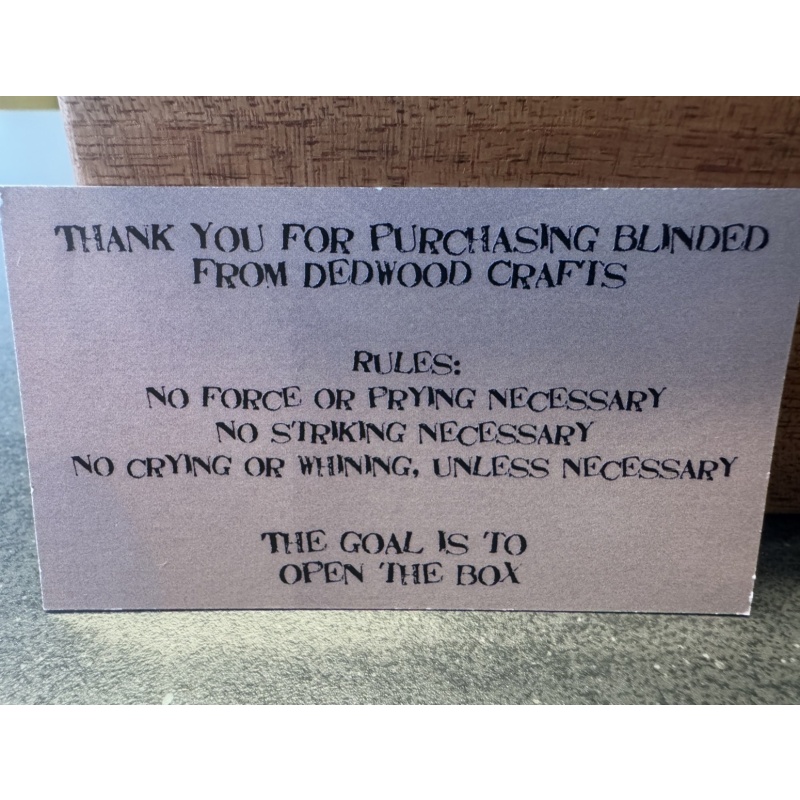 THANK YOU FOR PURCHASING BLINDED
FROM DEDWOOD CRAFTS
RULES:
NO FORCE OR PRYING NECESSARY
NO STRIKING NECESSARY
NO CRYING OR WHINING, UNLESS NECESSARY
THE GOAL IS TO
OPEN THE BOX